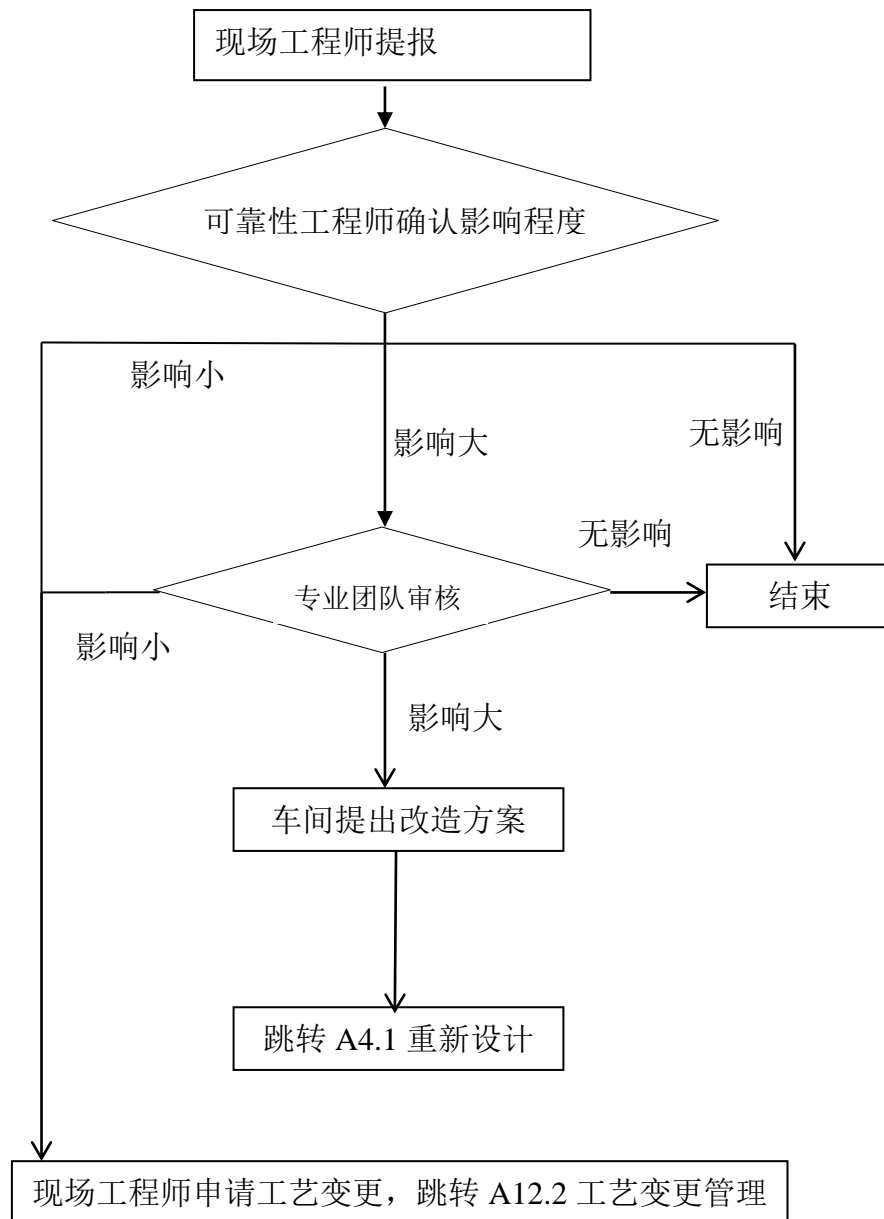 现场工程师提报
可靠性工程师确认影响程度
影响小
影响大
无影响
无影响
专业团队审核
结束
影响小
影响大
车间提出改造方案
跳转 A4.1 重新设计
现场工程师申请工艺变更，跳转 A12.2 工艺变更管理